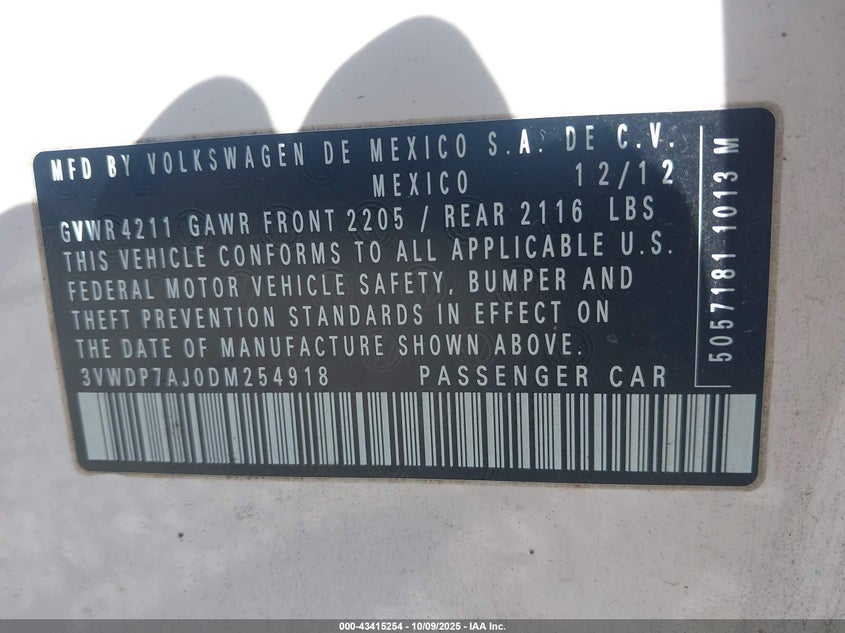 MFD BY VOLKSWAGEN DE MEXICO S.A. DE C.V.
MEXICO 12/12
GVWR 4211 GAWR FRONT 2205 / REAR 2116 LBS
THIS VEHICLE CONFORMS TO ALL APPLICABLE U.S.
FEDERAL MOTOR VEHICLE SAFETY, BUMPER AND
THEFT PREVENTION STANDARDS IN EFFECT ON
THE DATE OF MANUFACTURE SHOWN ABOVE.
3VWDP7AJ0DM254918 PASSENGER CAR
5057181 1013 M
000-43415254 | 10/09/2025 | IAA Inc.